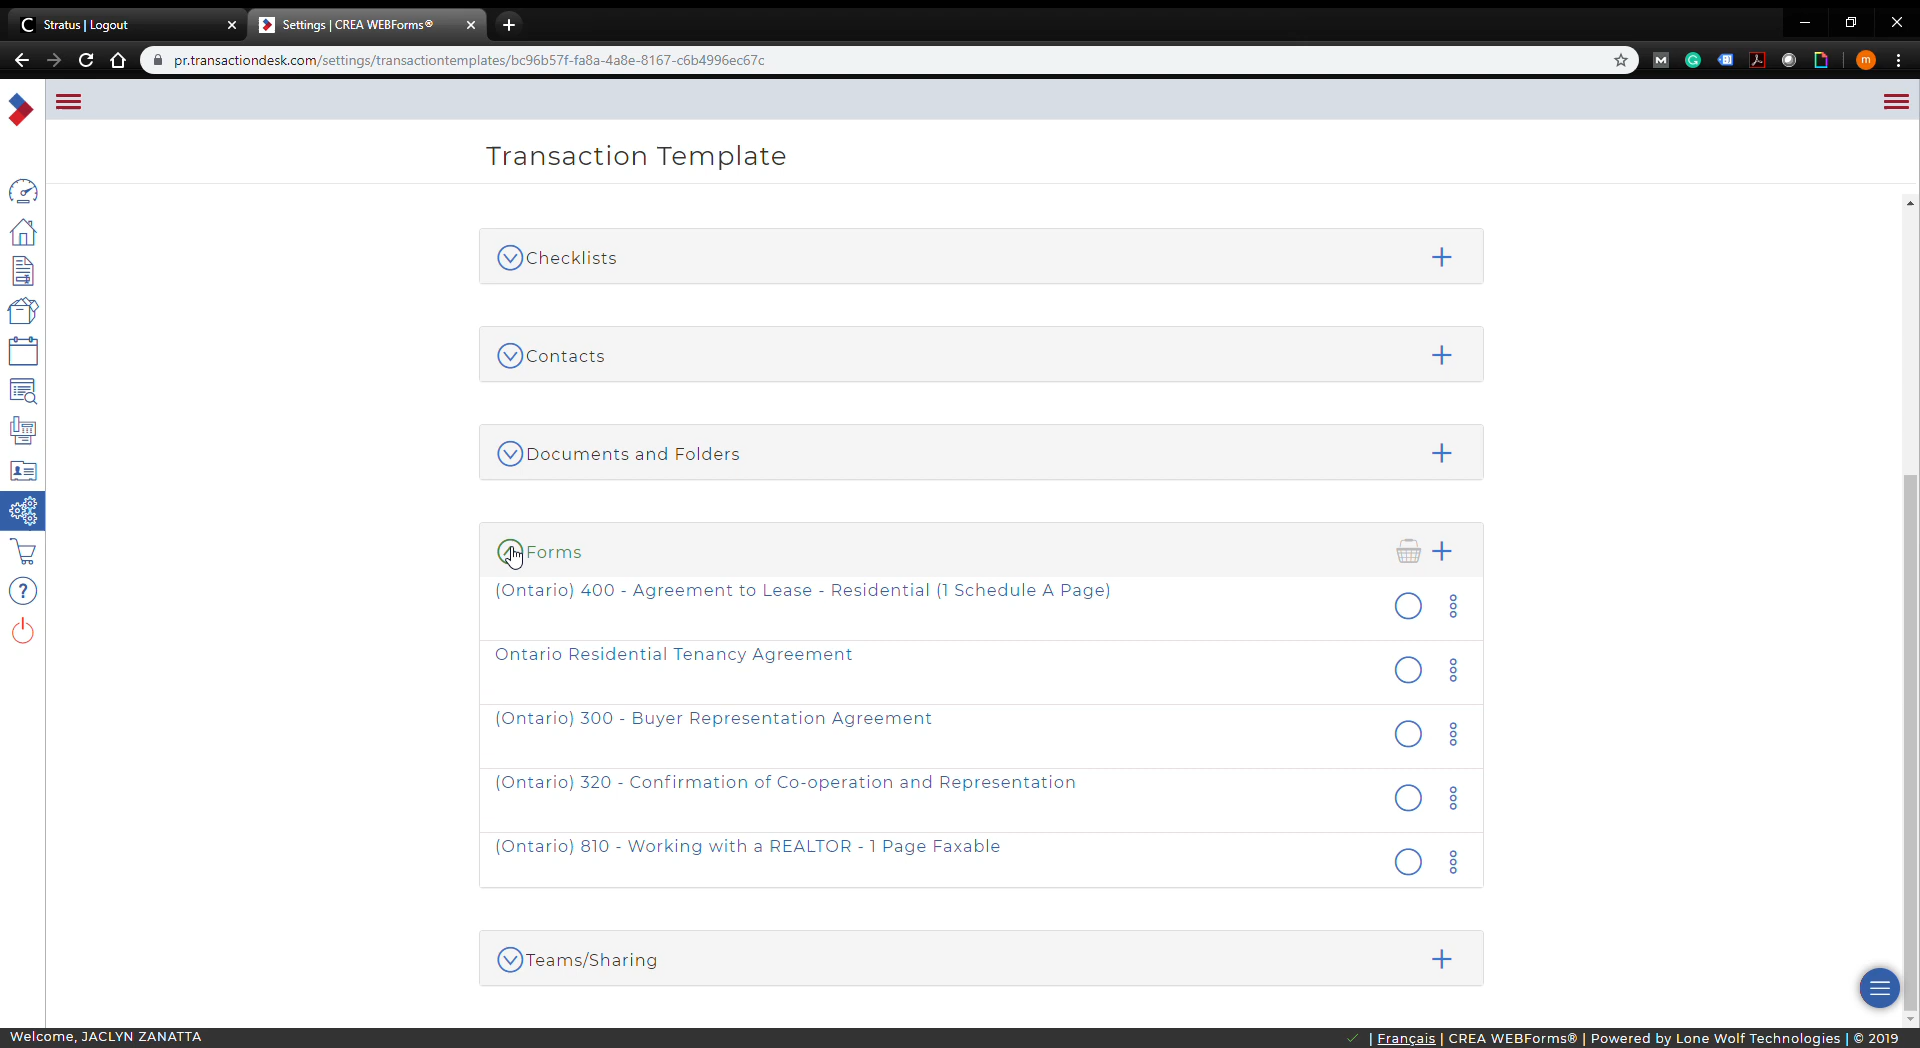 Stratus | Logout
Settings | CREA WEBForms®
pr.transactiondesk.com/settings/transactiontemplates/bc96b57f-fa8a-4a8e-8167-c6b4996ec67c
Transaction Template
Checklists
Contacts
Documents and Folders
Forms
(Ontario) 400 - Agreement to Lease - Residential (1 Schedule A Page)
Ontario Residential Tenancy Agreement
(Ontario) 300 - Buyer Representation Agreement
(Ontario) 320 - Confirmation of Co-operation and Representation
(Ontario) 810 - Working with a REALTOR - 1 Page Faxable
Teams/Sharing
Welcome, JACLYN ZANATTA
| Français | CREA WEBForms® | Powered by Lone Wolf Technologies | © 2019